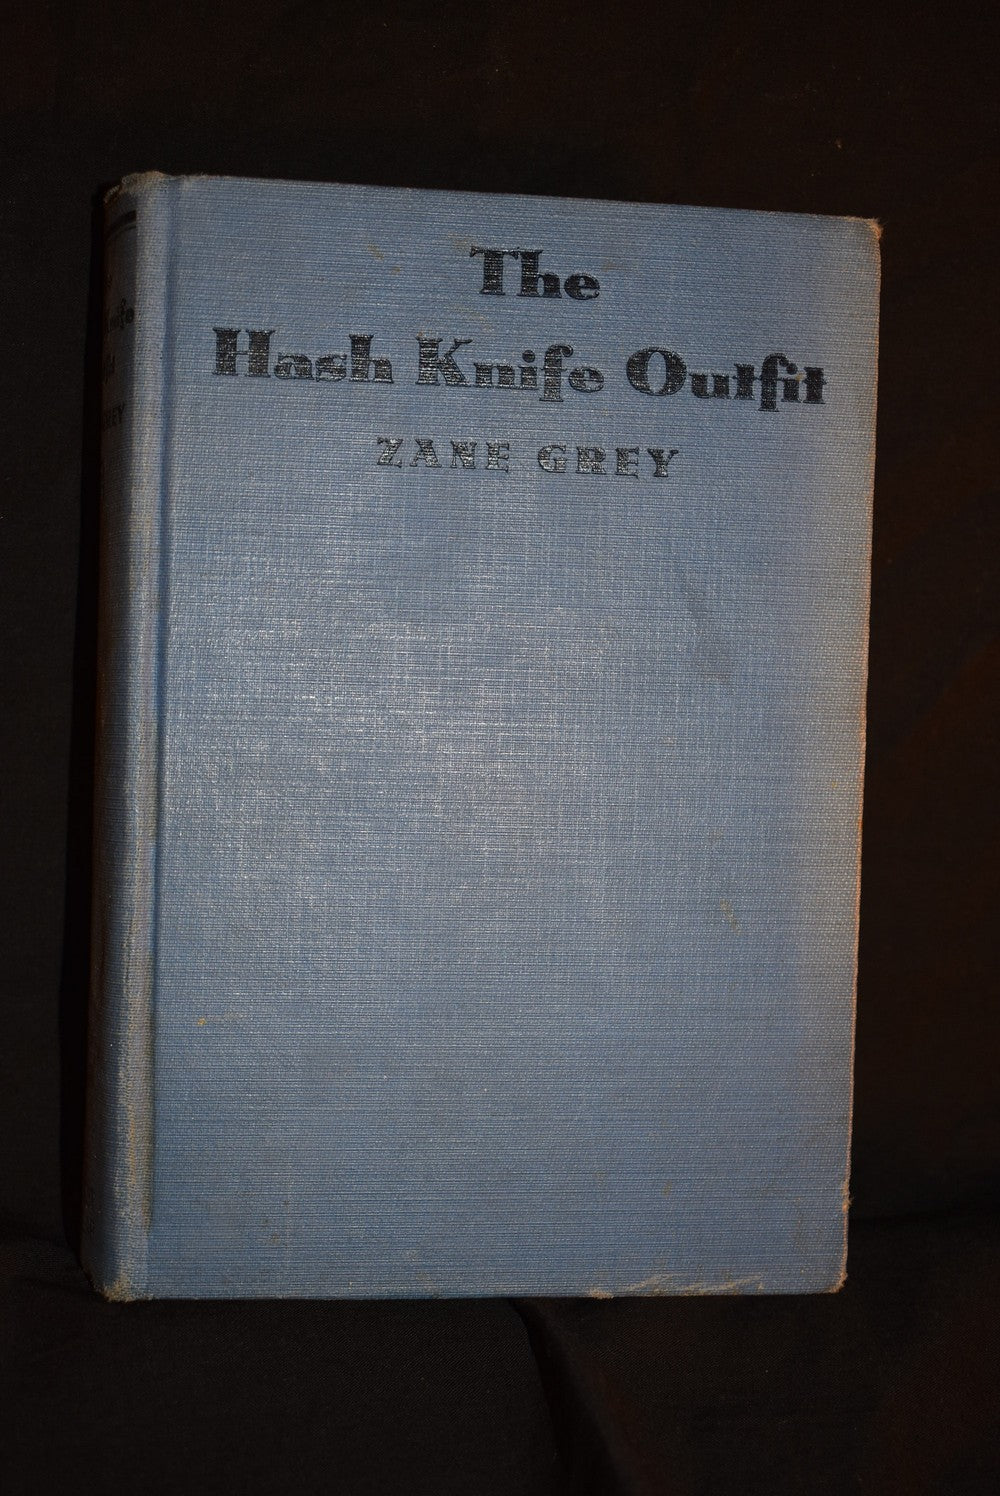 The
Hash Knife Outfit
ZANE GREY